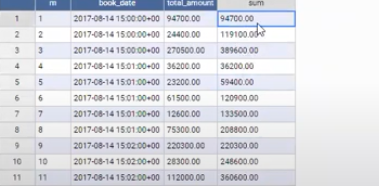 m book_date total_amount sum
1 1 2017-08-14 15:00:00+00 94700.00 94700.00
2 2 2017-08-14 15:00:00+00 24400.00 119100.00
3 3 2017-08-14 15:00:00+00 270500.00 389600.00
4 4 2017-08-14 15:01:00+00 36200.00 36200.00
5 5 2017-08-14 15:01:00+00 23200.00 59400.00
6 6 2017-08-14 15:01:00+00 61500.00 120900.00
7 7 2017-08-14 15:01:00+00 12600.00 133500.00
8 8 2017-08-14 15:01:00+00 75300.00 208800.00
9 9 2017-08-14 15:02:00+00 220300.00 220300.00
10 10 2017-08-14 15:02:00+00 28300.00 248600.00
11 11 2017-08-14 15:02:00+00 112000.00 360600.00